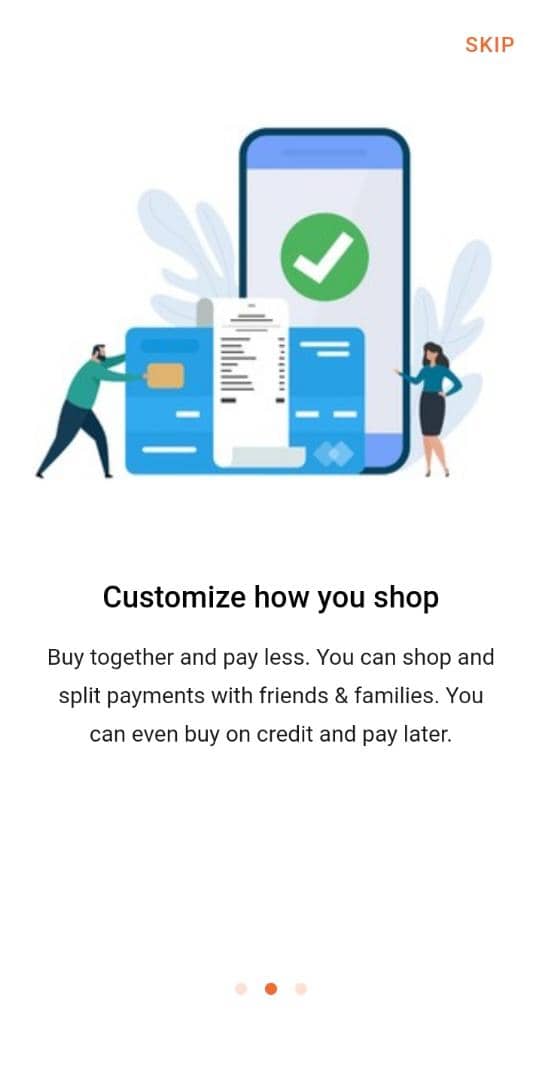 SKIP
Customize how you shop
Buy together and pay less. You can shop and
split payments with friends & families. You
can even buy on credit and pay later.